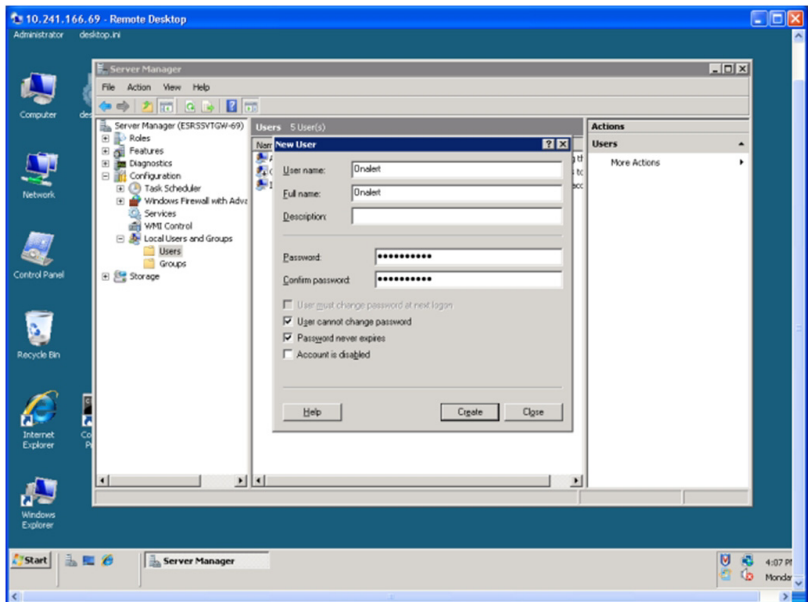 10.241.166.69 - Remote Desktop
Administrator desktop.ini
Server Manager
File Action View Help
Computer
Server Manager (ESRSSVTGW-69)
Users 5 User(s)
Actions
Roles
Features
Diagnostics
Configuration
Task Scheduler
Windows Firewall with Adva
Services
WMI Control
Local Users and Groups
Users
Groups
Storage
New User
User name: Onalert
Full name: Onalert
Description:
Password: ••••••••••
Confirm password: ••••••••••
User must change password at next logon
User cannot change password
Password never expires
Account is disabled
Help Create Close
Users
More Actions
Network
Control Panel
Recycle Bin
Internet
Explorer
Windows
Explorer
Start Server Manager
4:07 PM
Monda